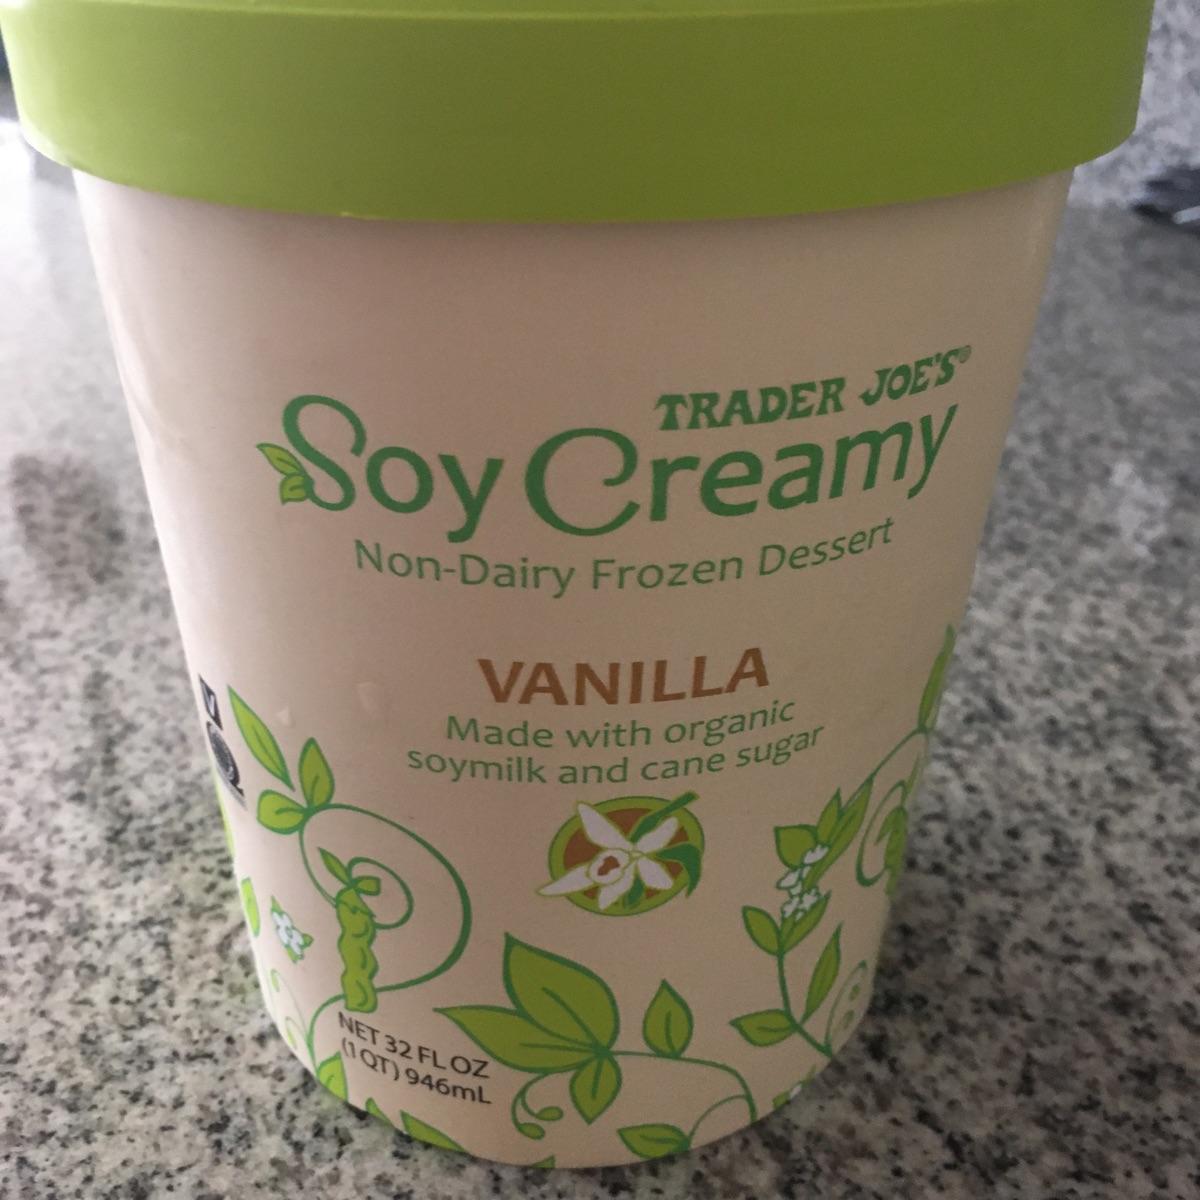 TRADER JOE'S®
Soy Creamy
Non-Dairy Frozen Dessert
VANILLA
Made with organic
soymilk and cane sugar
NET 32 FL OZ
(1 QT) 946mL